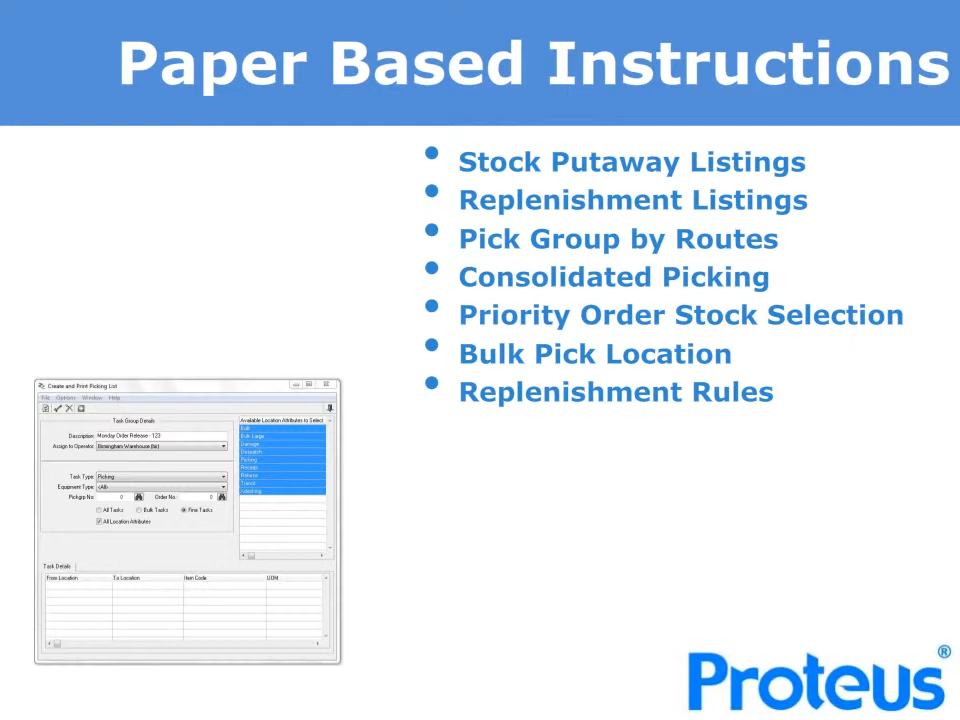 Paper Based Instructions
• Stock Putaway Listings
• Replenishment Listings
• Pick Group by Routes
• Consolidated Picking
• Priority Order Stock Selection
• Bulk Pick Location
• Replenishment Rules
Create and Print Picking List
File Options Window Help
Task Group Details
Description: Monday Order Release - 123
Assign to Operator: Birmingham Warehouse (bir)
Task Type: Picking
Equipment Type: <All>
Pickgrp No: 0 Order No.: 0
All Tasks Bulk Tasks Fine Tasks
All Location Attributes
Available Location Attributes to Select
Bulk
Bulk Large
Damage
Despatch
Picking
Receipt
Returns
Transit
Task Details
From Location To Location Item Code UOM
Proteus®